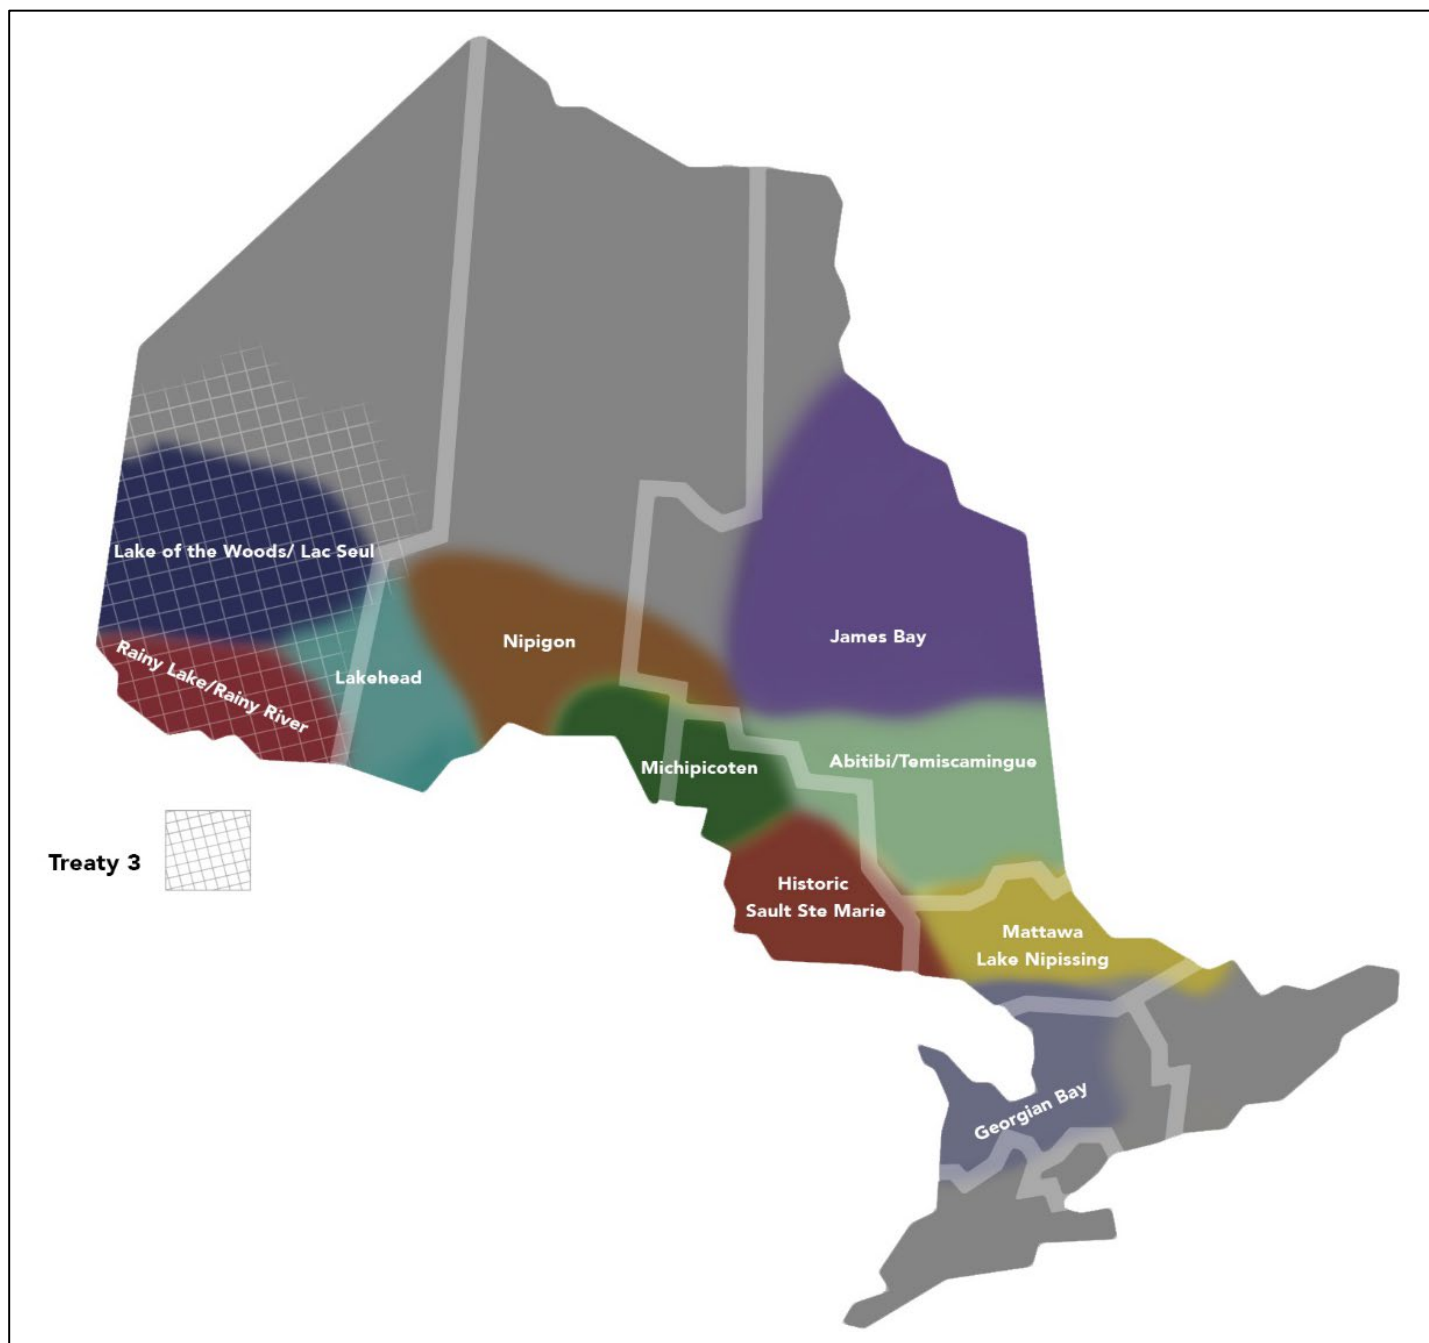 Lake of the Woods/ Lac Seul
Rainy Lake/Rainy River
Lakehead
Nipigon
James Bay
Michipicoten
Abitibi/Temiscamingue
Historic
Sault Ste Marie
Mattawa
Lake Nipissing
Georgian Bay
Treaty 3